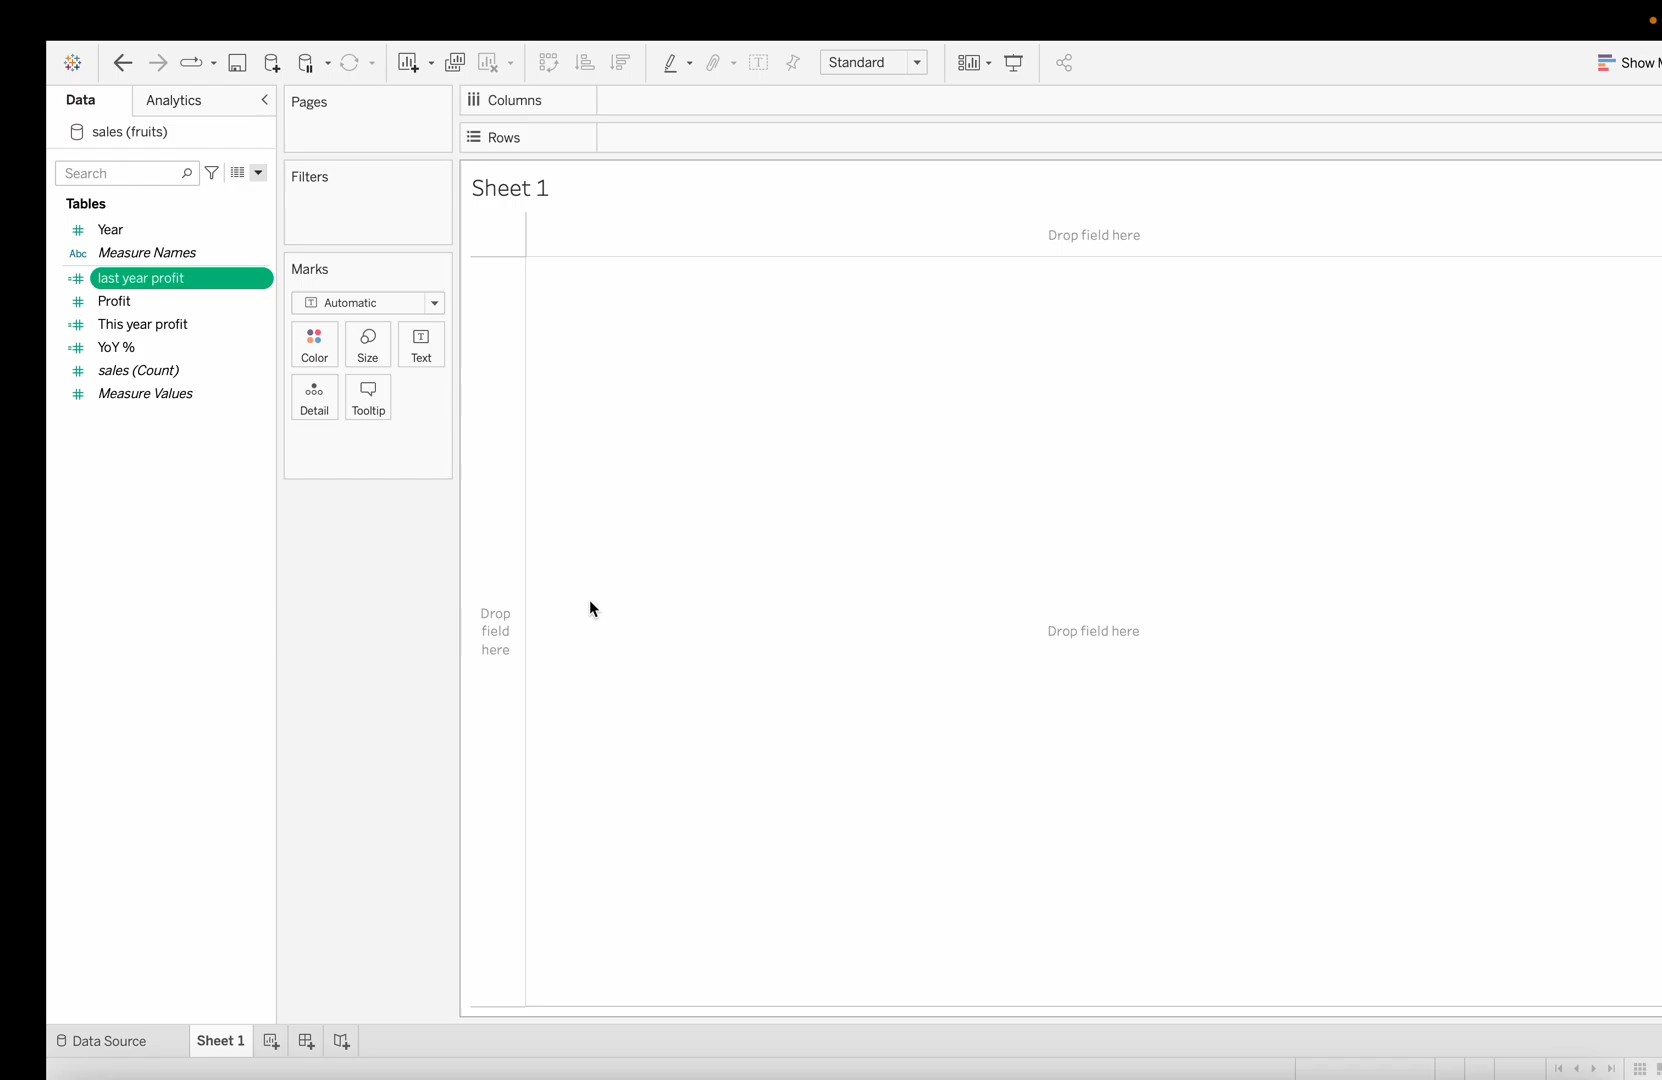 Standard
Show
Data
Analytics
Pages
Columns
sales (fruits)
Rows
Search
Filters
Sheet 1
Tables
Year
Drop field here
Abc
Measure Names
Marks
last year profit
Automatic
Profit
This year profit
YoY %
Color
Size
Text
sales (Count)
Measure Values
Detail
Tooltip
Drop
field
here
Drop field here
Data Source
Sheet 1